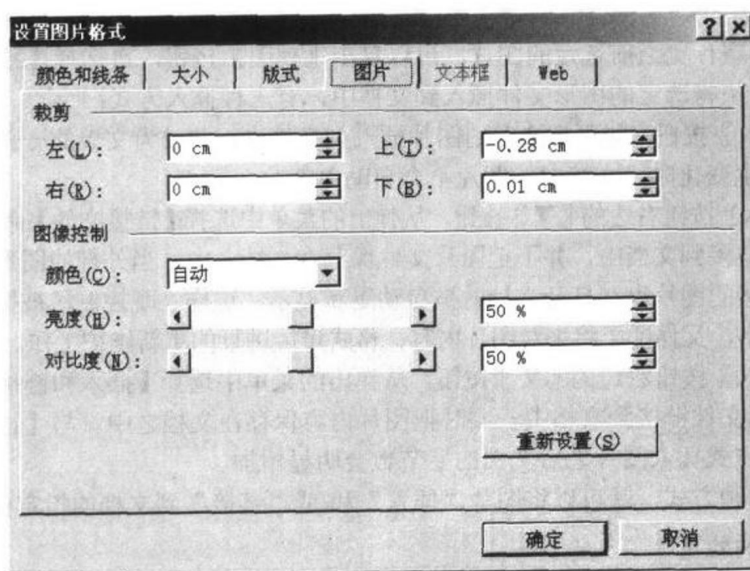 设置图片格式 ? ×
颜色和线条 大小 版式 图片 文本框 Web
裁剪
左(L): 0 cm 上(T): -0.28 cm
右(R): 0 cm 下(B): 0.01 cm
图像控制
颜色(C): 自动
亮度(H): 50 %
对比度(N): 50 %
重新设置(S)
确定 取消